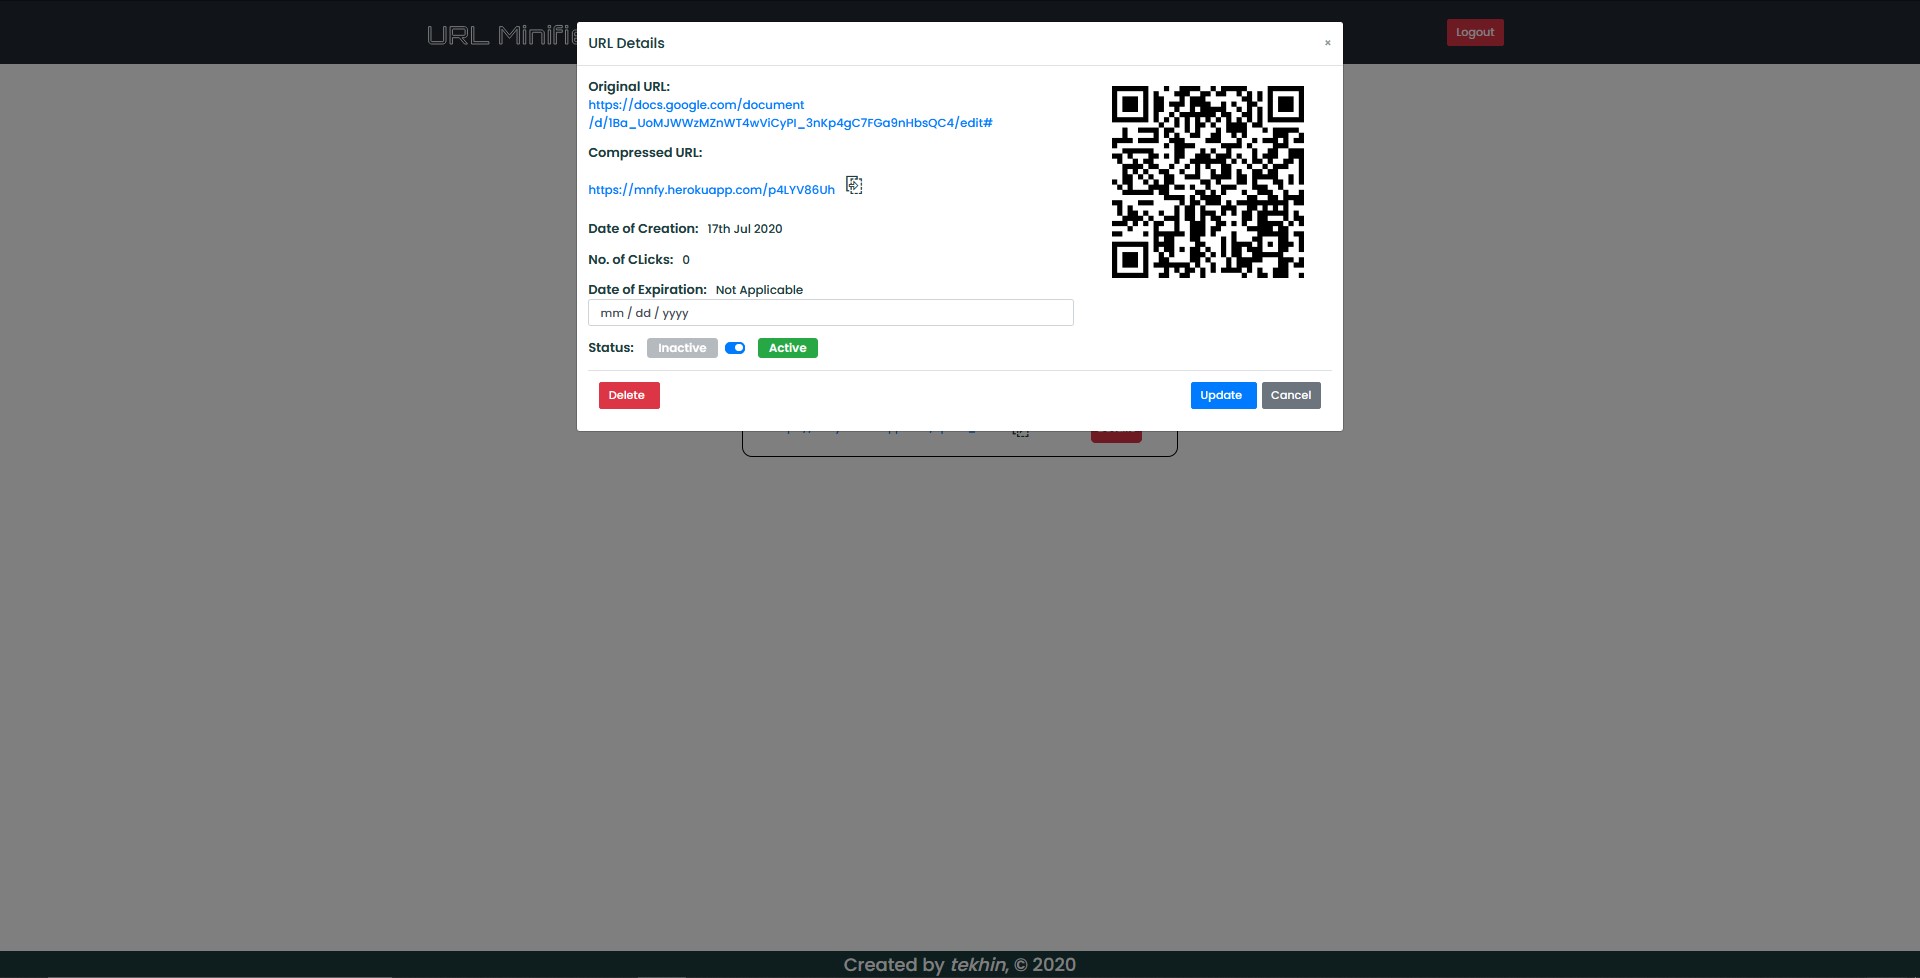 URL Minifie
Logout
URL Details
×
Original URL:
https://docs.google.com/document
/d/1Ba_UoMJWWzMZnWT4wViCyPI_3nKp4gC7FGa9nHbsQC4/edit#
Compressed URL:
https://mnfy.herokuapp.com/p4LYV86Uh
Date of Creation: 17th Jul 2020
No. of CLicks: 0
Date of Expiration: Not Applicable
mm / dd / yyyy
Status: Inactive Active
Delete Update Cancel
Created by tekhin, © 2020